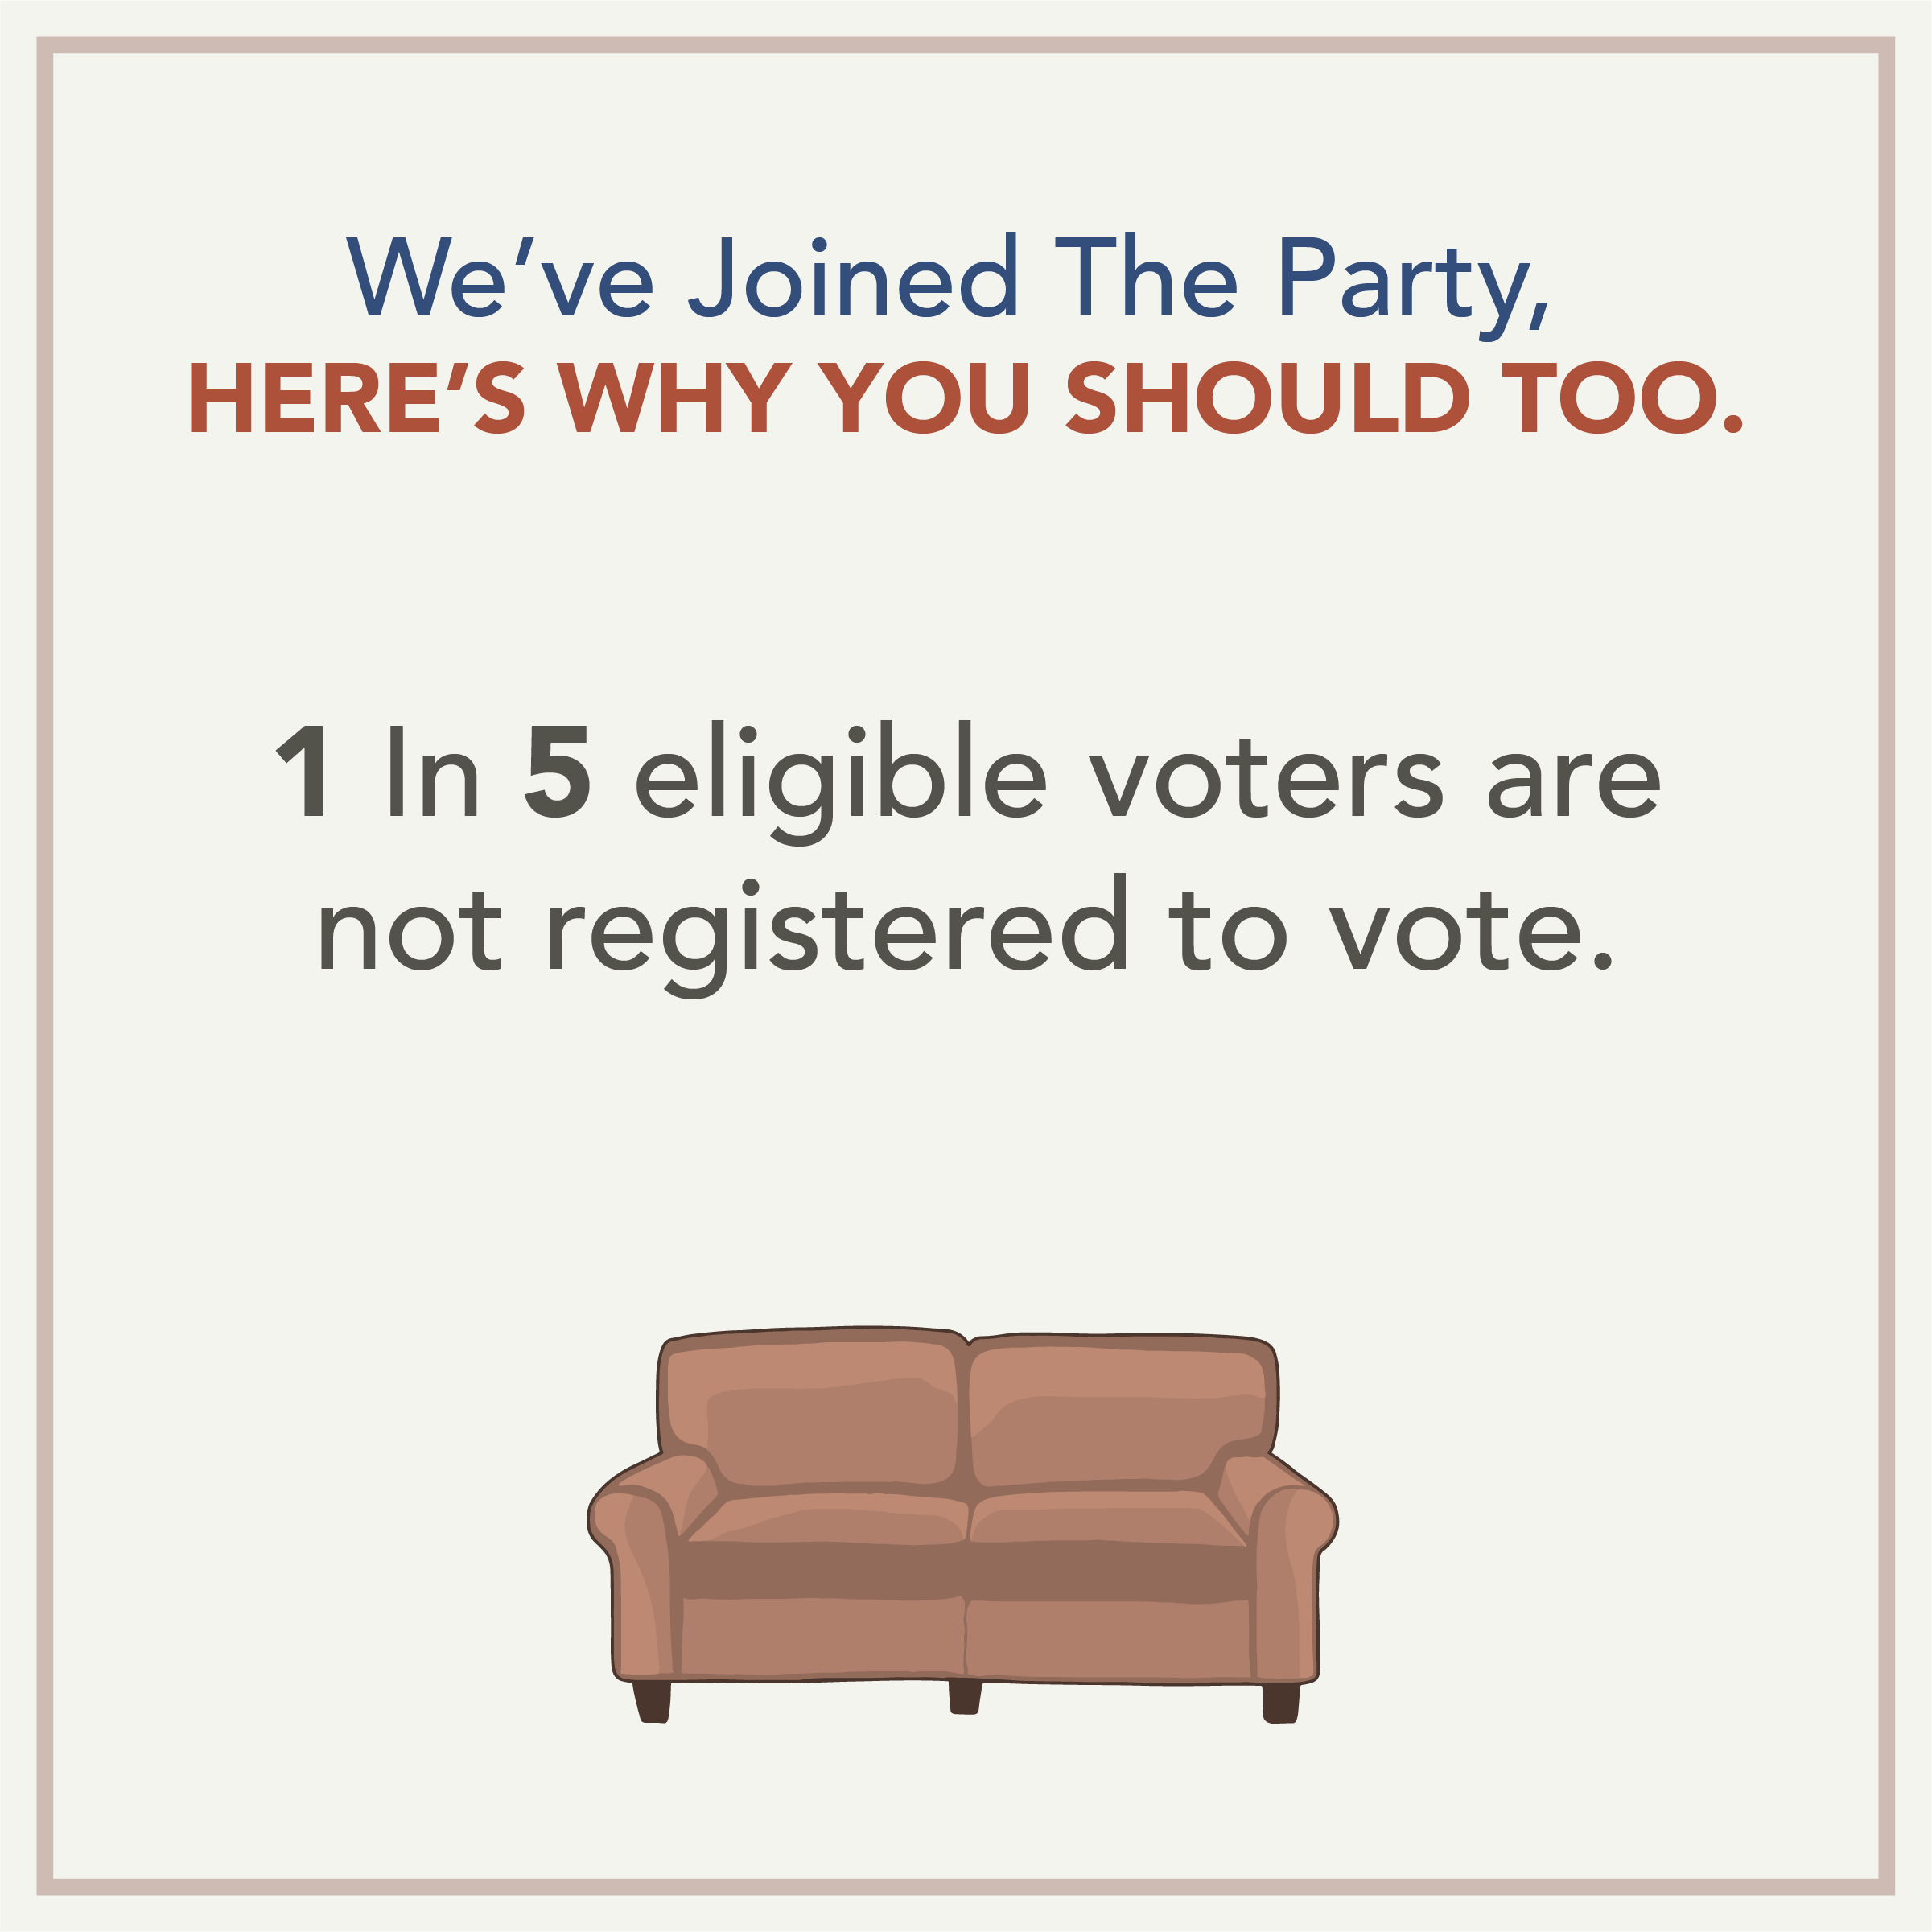 We‘ve Joined The Party,
HERE‘S WHY YOU SHOULD TOO.
1 In 5 eligible voters are
not registered to vote.